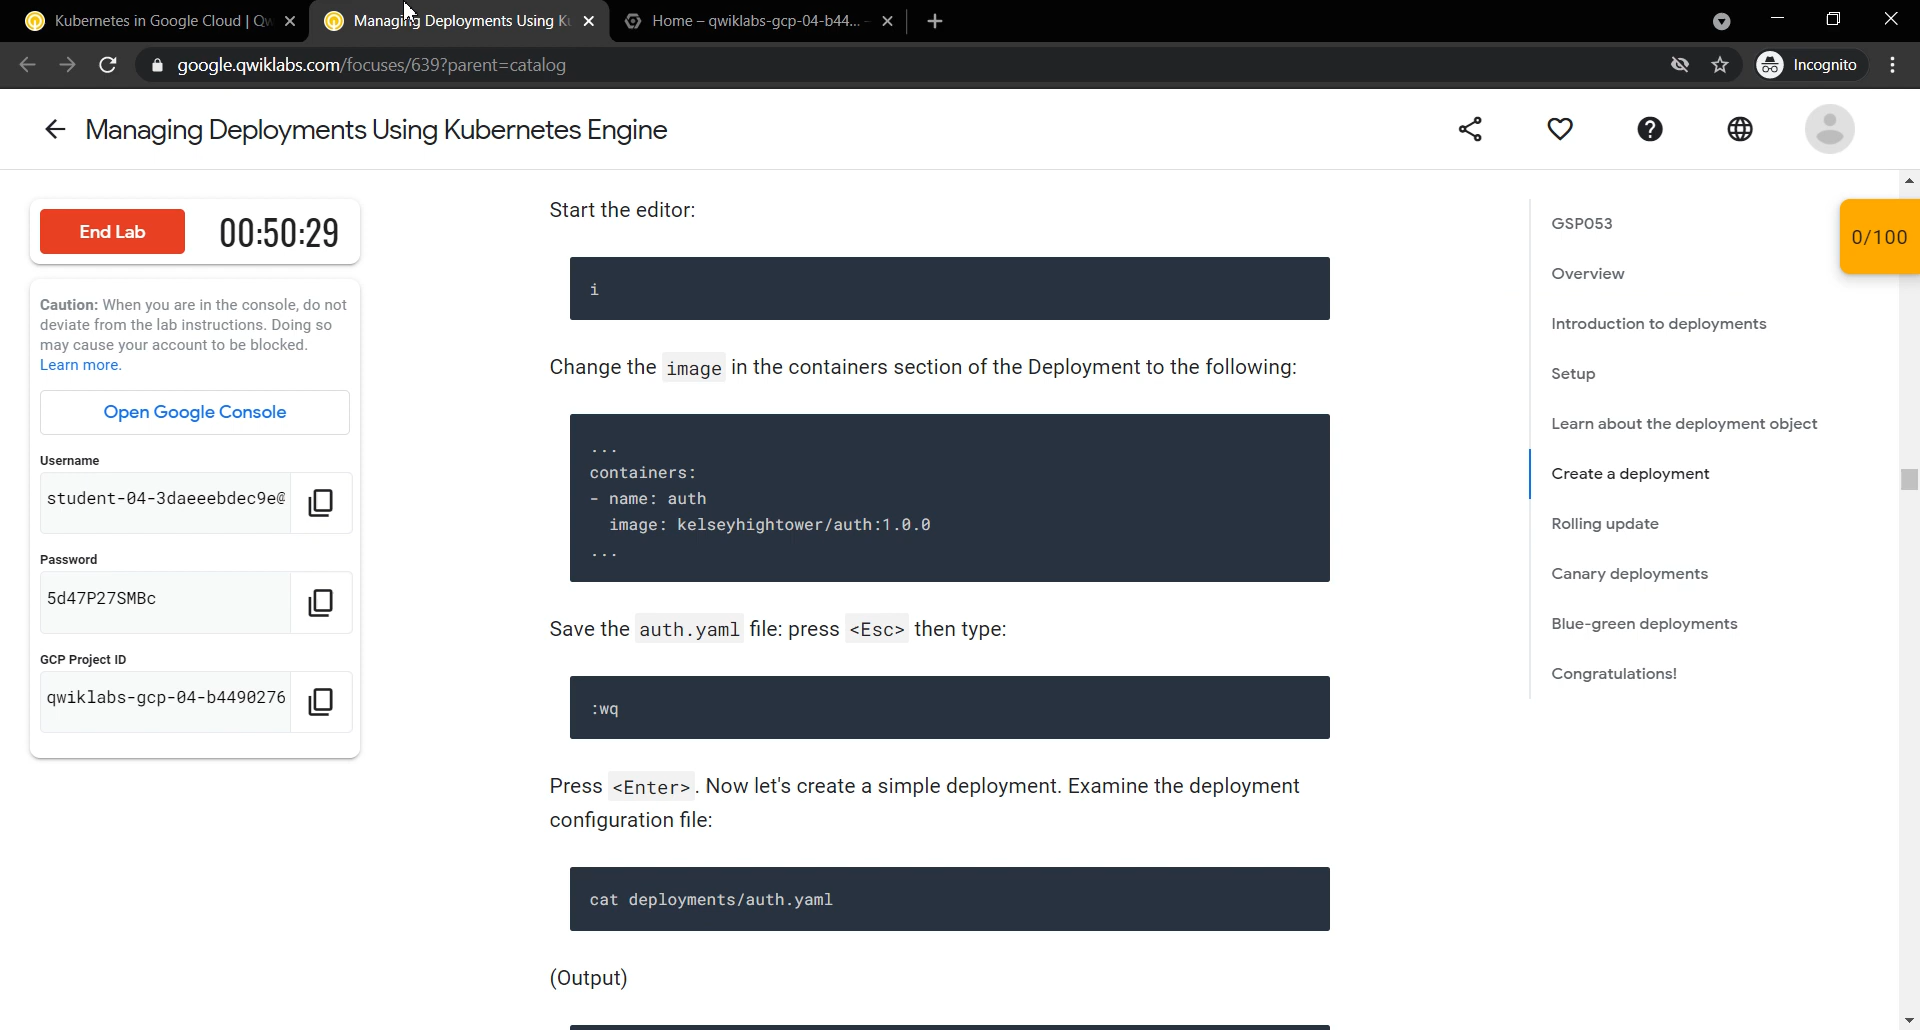 Kubernetes in Google Cloud | Qw
Managing Deployments Using Ku
Home – qwiklabs-gcp-04-b44...
google.qwiklabs.com/focuses/639?parent=catalog
Incognito
Managing Deployments Using Kubernetes Engine
End Lab
00:50:29
Caution: When you are in the console, do not
deviate from the lab instructions. Doing so
may cause your account to be blocked.
Learn more.
Open Google Console
Username
student-04-3daeeebdec9e@
Password
5d47P27SMBc
GCP Project ID
qwiklabs-gcp-04-b4490276
Start the editor:
i
Change the image in the containers section of the Deployment to the following:
...
containers:
- name: auth
image: kelseyhightower/auth:1.0.0
...
Save the auth.yaml file: press <Esc> then type:
:wq
Press <Enter>. Now let's create a simple deployment. Examine the deployment
configuration file:
cat deployments/auth.yaml
(Output)
GSP053
Overview
Introduction to deployments
Setup
Learn about the deployment object
Create a deployment
Rolling update
Canary deployments
Blue-green deployments
Congratulations!
0/100